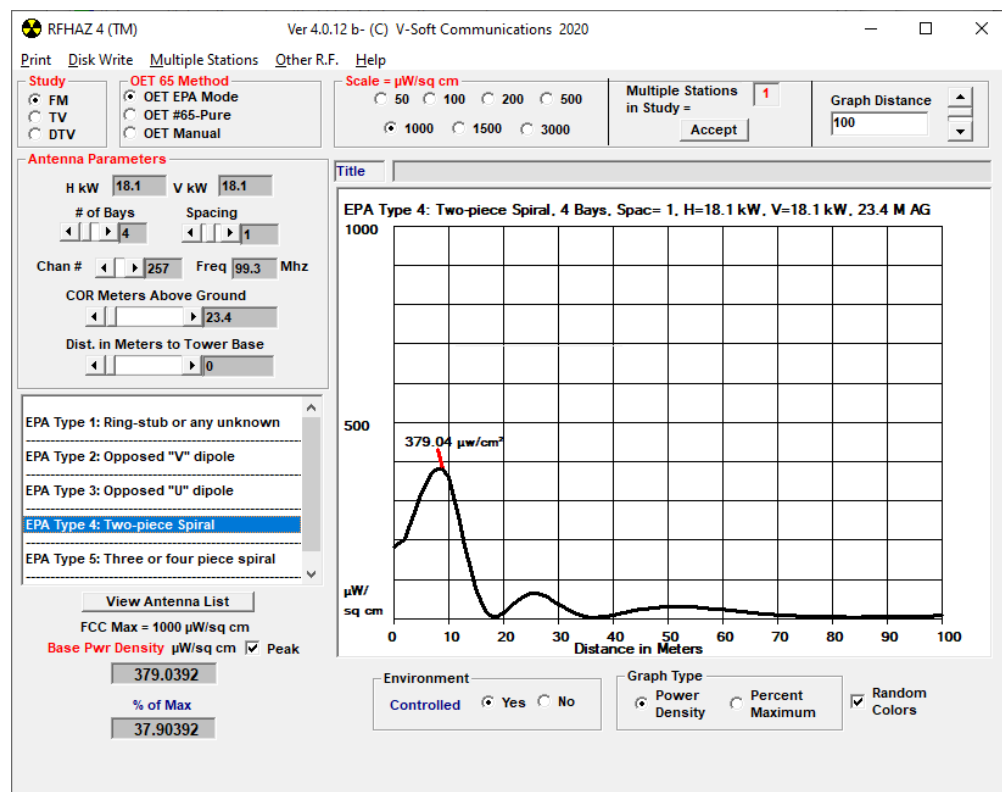 RFHAZ 4 (TM) Ver 4.0.12 b- (C) V-Soft Communications 2020
Print Disk Write Multiple Stations Other R.F. Help
Study
FM
TV
DTV
OET 65 Method
OET EPA Mode
OET #65-Pure
OET Manual
Scale = µW/sq cm
50 100 200 500
1000 1500 3000
Multiple Stations
in Study =
1
Accept
Graph Distance
100
Antenna Parameters
H kW 18.1 V kW 18.1
# of Bays Spacing
4 1
Chan # 257 Freq 99.3 Mhz
COR Meters Above Ground
23.4
Dist. in Meters to Tower Base
0
EPA Type 1: Ring-stub or any unknown
EPA Type 2: Opposed "V" dipole
EPA Type 3: Opposed "U" dipole
EPA Type 4: Two-piece Spiral
EPA Type 5: Three or four piece spiral
View Antenna List
FCC Max = 1000 µW/sq cm
Base Pwr Density µW/sq cm Peak
379.0392
% of Max
37.90392
Title
EPA Type 4: Two-piece Spiral, 4 Bays, Spac= 1, H=18.1 kW, V=18.1 kW, 23.4 M AG
1000
500
379.04 µw/cm²
µW/
sq cm
0 10 20 30 40 50 60 70 80 90 100
Distance in Meters
Environment
Controlled Yes No
Graph Type
Power
Density
Percent
Maximum
Random
Colors